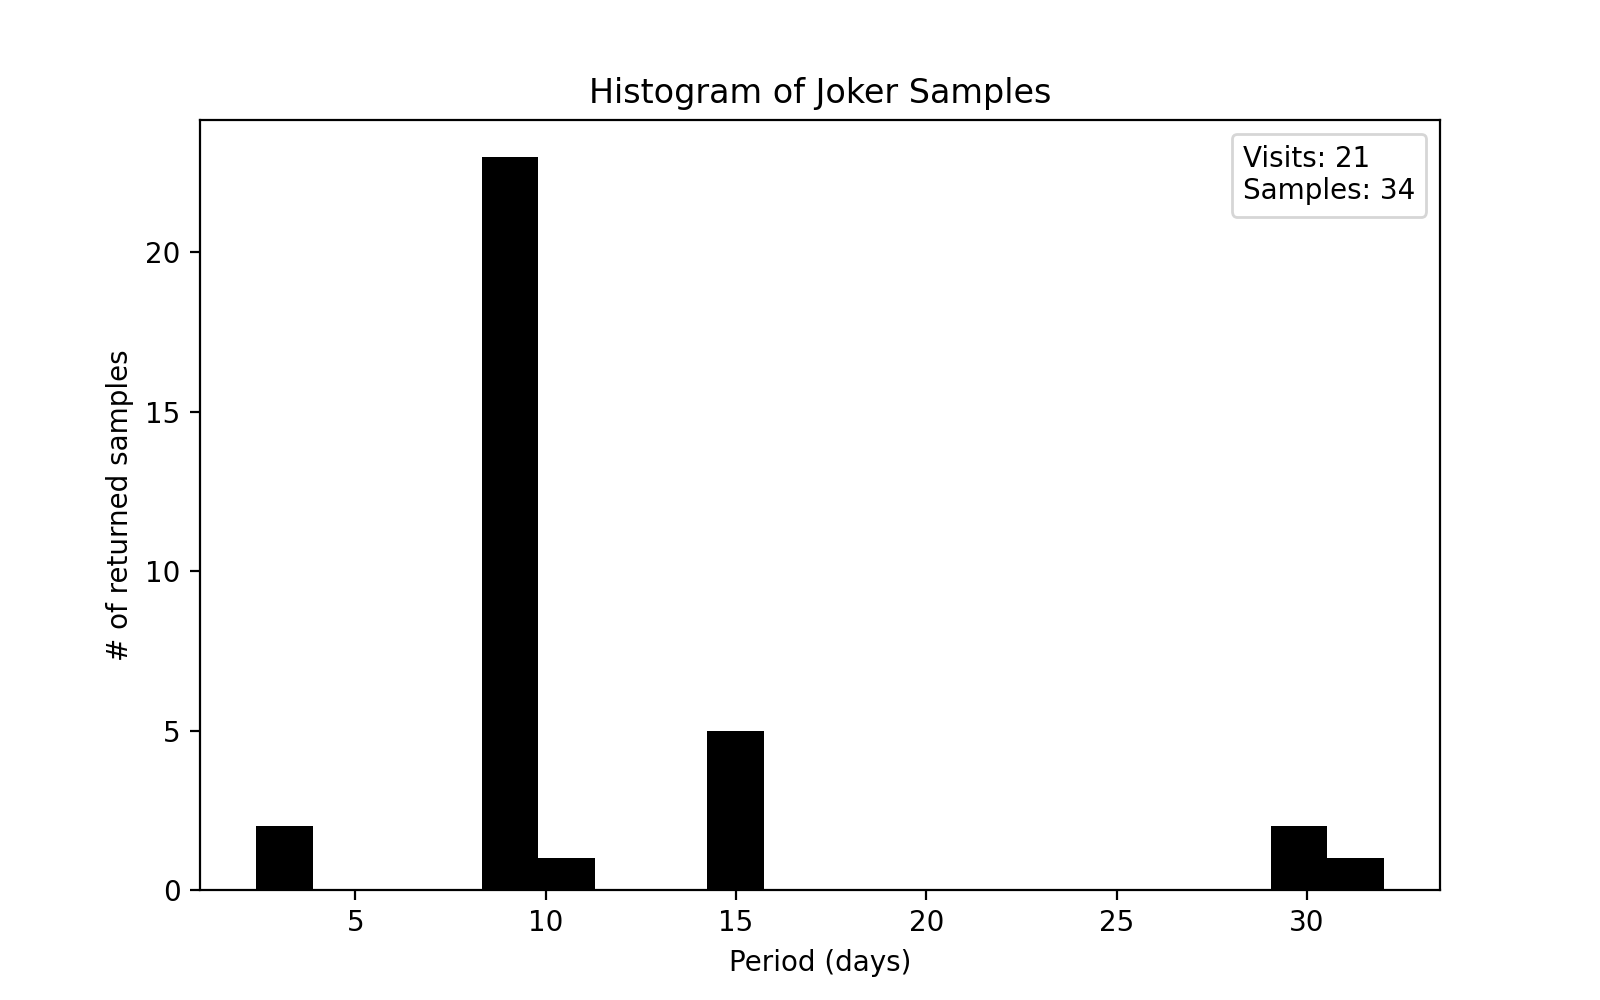 Histogram of Joker Samples
Visits: 21
Samples: 34
# of returned samples
20
15
10
5
0
5
10
15
20
25
30
Period (days)